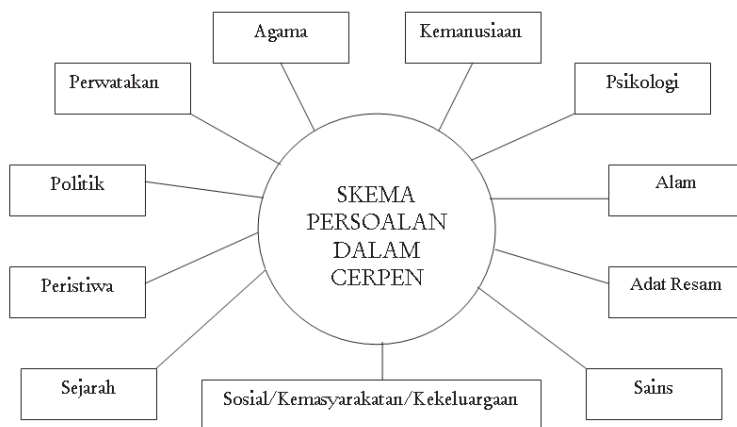 Agama
Kemanusiaan
Perwatakan
Psikologi
Politik
Alam
SKEMA
PERSOALAN
DALAM
CERPEN
Peristiwa
Adat Resam
Sejarah
Sosial/Kemasyarakatan/Kekeluargaan
Sains